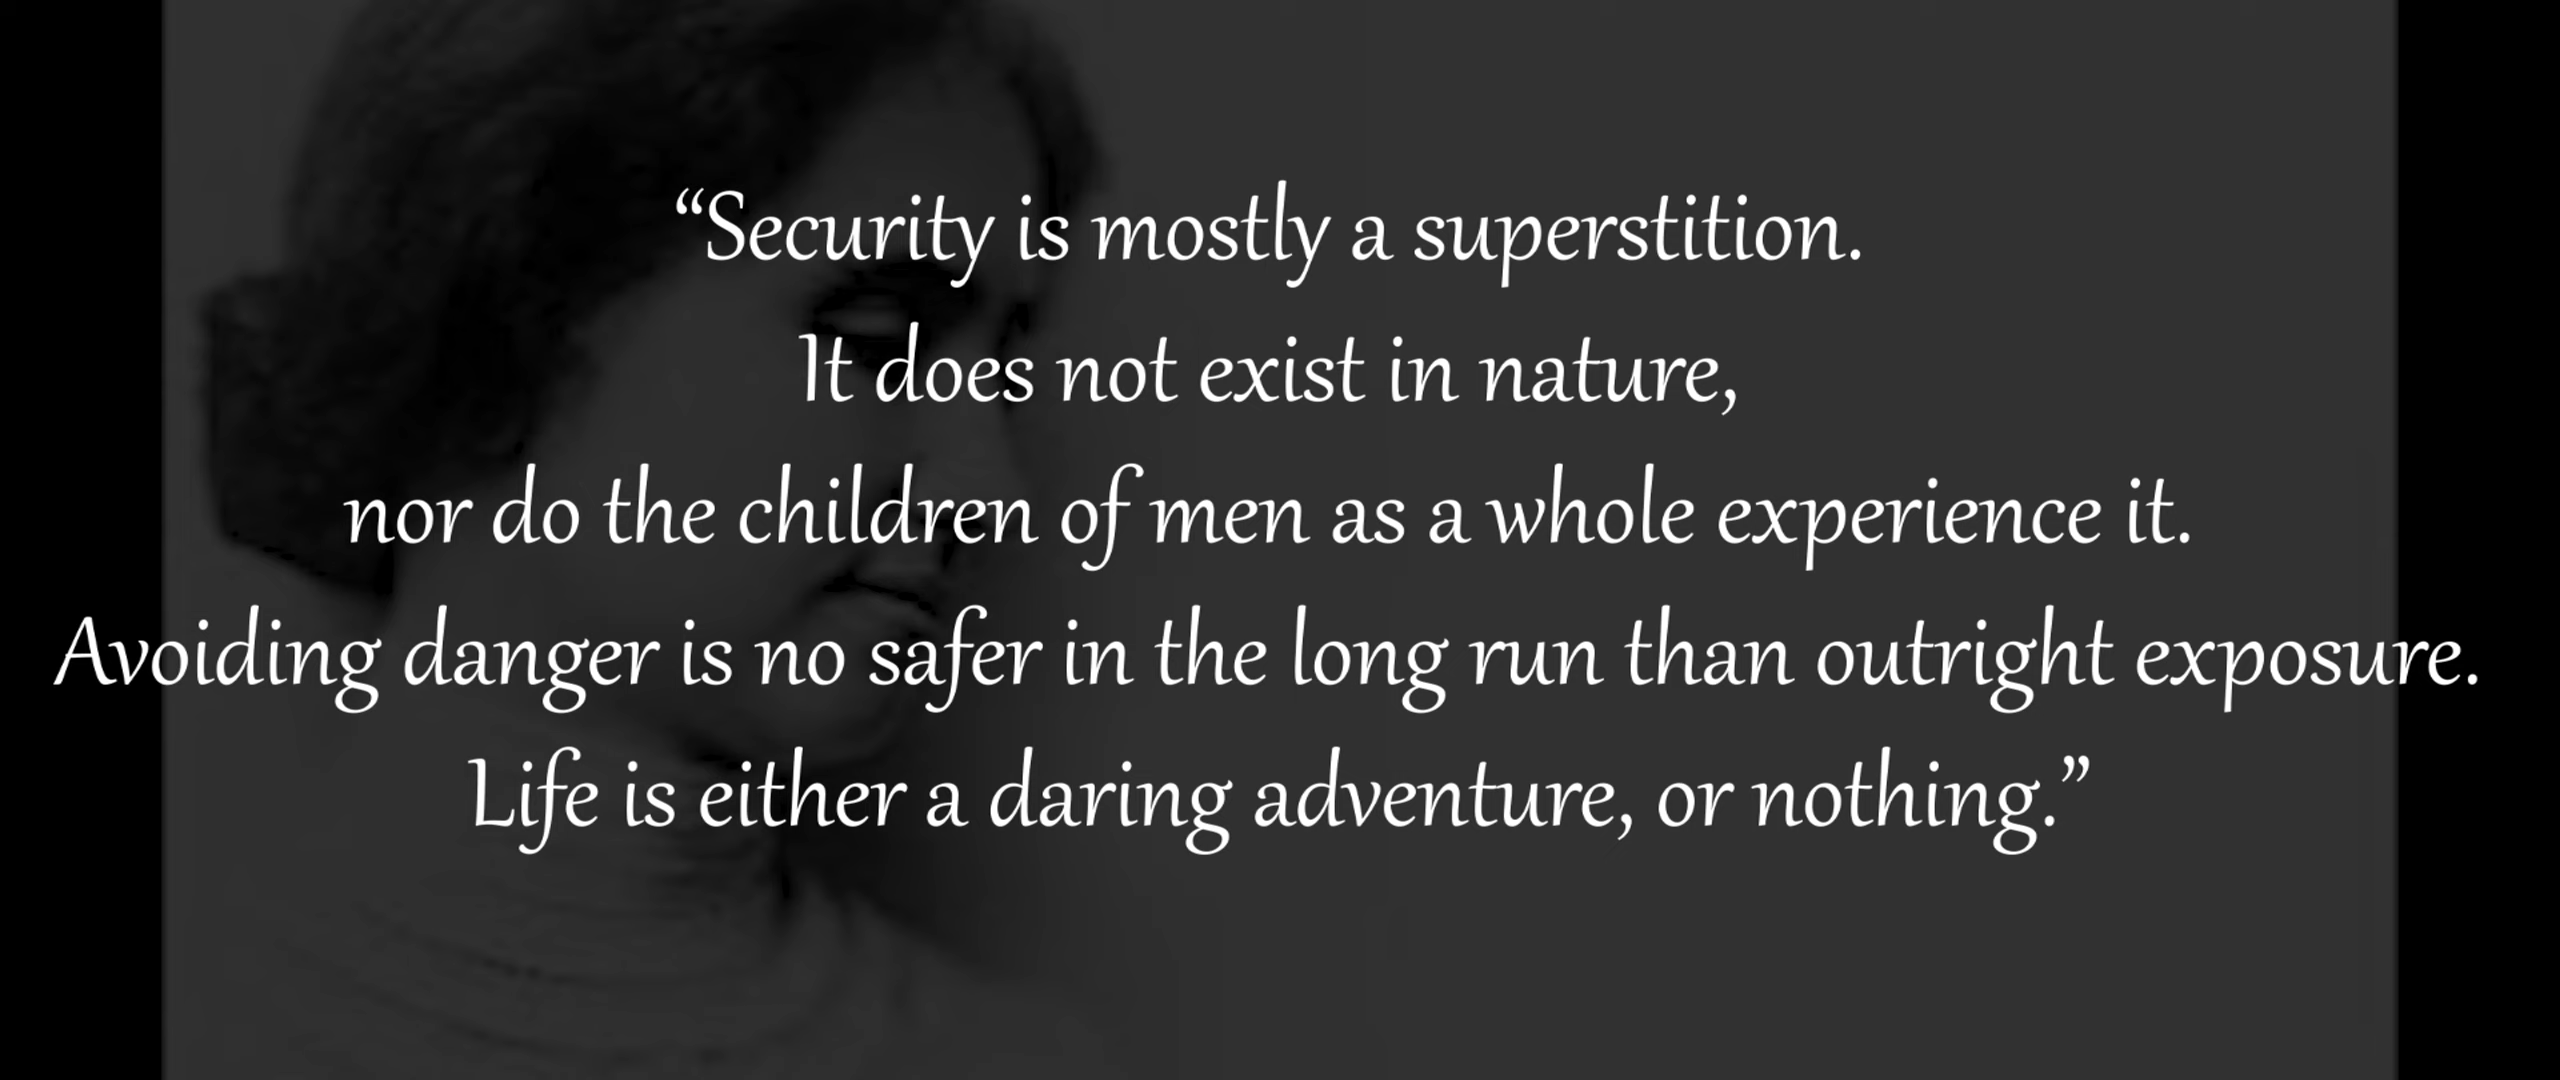 “Security is mostly a superstition.
It does not exist in nature,
nor do the children of men as a whole experience it.
Avoiding danger is no safer in the long run than outright exposure.
Life is either a daring adventure, or nothing.”